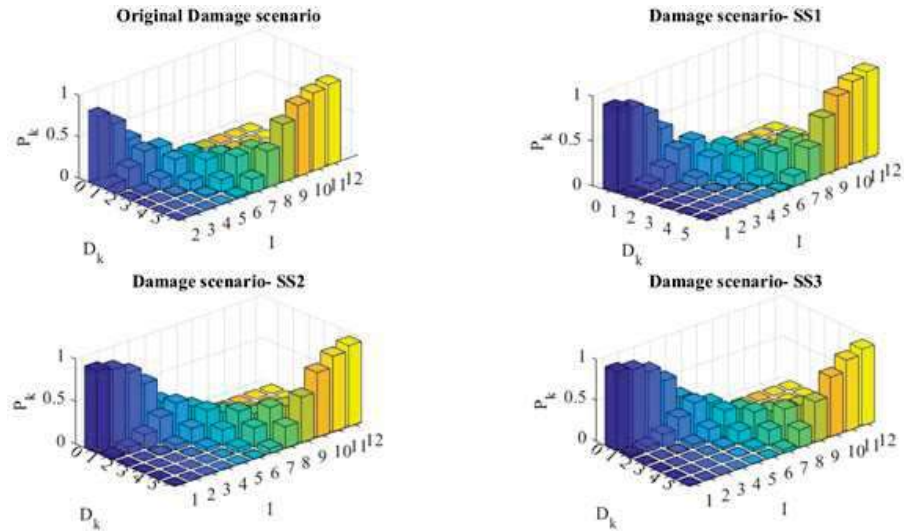 Original Damage scenario
1
0.5
0
P_k
0 1 2 3 4 5
D_k
2 3 4 5 6 7 8 9 10 11 12
I
Damage scenario- SS1
1
0.5
0
P_k
0 1 2 3 4 5
D_k
1 2 3 4 5 6 7 8 9 10 11 12
I
Damage scenario- SS2
1
0.5
0
P_k
0 1 2 3 4 5
D_k
1 2 3 4 5 6 7 8 9 10 11 12
I
Damage scenario- SS3
1
0.5
0
P_k
0 1 2 3 4 5
D_k
1 2 3 4 5 6 7 8 9 10 11 12
I